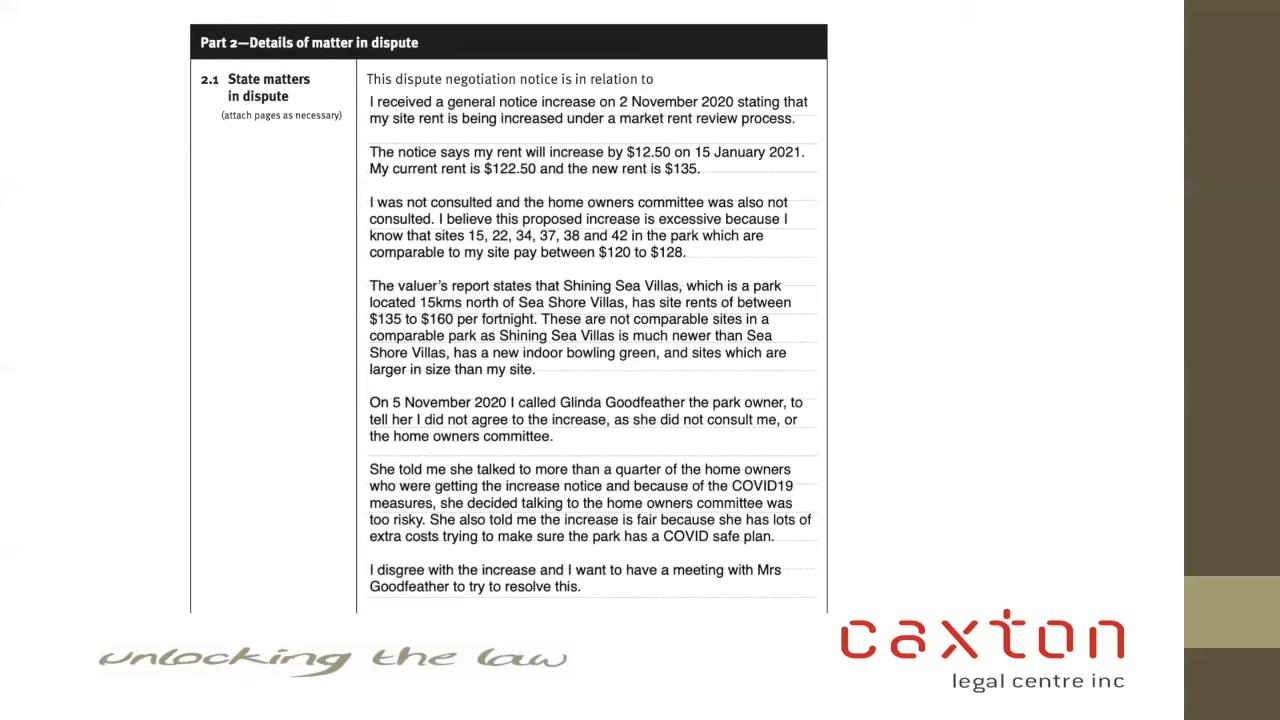 Part 2—Details of matter in dispute
2.1 State matters
in dispute
(attach pages as necessary)
This dispute negotiation notice is in relation to
I received a general notice increase on 2 November 2020 stating that
my site rent is being increased under a market rent review process.
The notice says my rent will increase by $12.50 on 15 January 2021.
My current rent is $122.50 and the new rent is $135.
I was not consulted and the home owners committee was also not
consulted. I believe this proposed increase is excessive because I
know that sites 15, 22, 34, 37, 38 and 42 in the park which are
comparable to my site pay between $120 to $128.
The valuer's report states that Shining Sea Villas, which is a park
located 15kms north of Sea Shore Villas, has site rents of between
$135 to $160 per fortnight. These are not comparable sites in a
comparable park as Shining Sea Villas is much newer than Sea
Shore Villas, has a new indoor bowling green, and sites which are
larger in size than my site.
On 5 November 2020 I called Glinda Goodfeather the park owner, to
tell her I did not agree to the increase, as she did not consult me, or
the home owners committee.
She told me she talked to more than a quarter of the home owners
who were getting the increase notice and because of the COVID19
measures, she decided talking to the home owners committee was
too risky. She also told me the increase is fair because she has lots of
extra costs trying to make sure the park has a COVID safe plan.
I disgree with the increase and I want to have a meeting with Mrs
Goodfeather to try to resolve this.
unlocking the law
caxton
legal centre inc